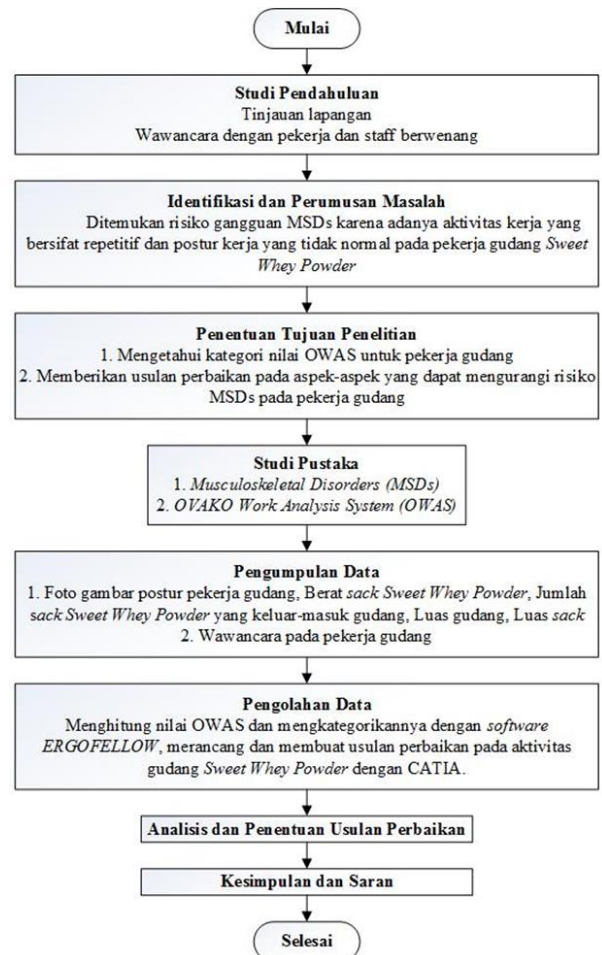 Mulai
Studi Pendahuluan
Tinjauan lapangan
Wawancara dengan pekerja dan staff berwenang
Identifikasi dan Perumusan Masalah
Ditemukan risiko gangguan MSDs karena adanya aktivitas kerja yang
bersifat repetitif dan postur kerja yang tidak normal pada pekerja gudang Sweet
Whey Powder
Penentuan Tujuan Penelitian
1. Mengetahui kategori nilai OWAS untuk pekerja gudang
2. Memberikan usulan perbaikan pada aspek-aspek yang dapat mengurangi risiko
MSDs pada pekerja gudang
Studi Pustaka
1. Musculoskeletal Disorders (MSDs)
2. OVAKO Work Analysis System (OWAS)
Pengumpulan Data
1. Foto gambar postur pekerja gudang, Berat sack Sweet Whey Powder, Jumlah
sack Sweet Whey Powder yang keluar-masuk gudang, Luas gudang, Luas sack
2. Wawancara pada pekerja gudang
Pengolahan Data
Menghitung nilai OWAS dan mengkategorikannya dengan software
ERGOFELLOW, merancang dan membuat usulan perbaikan pada aktivitas
gudang Sweet Whey Powder dengan CATIA.
Analisis dan Penentuan Usulan Perbaikan
Kesimpulan dan Saran
Selesai